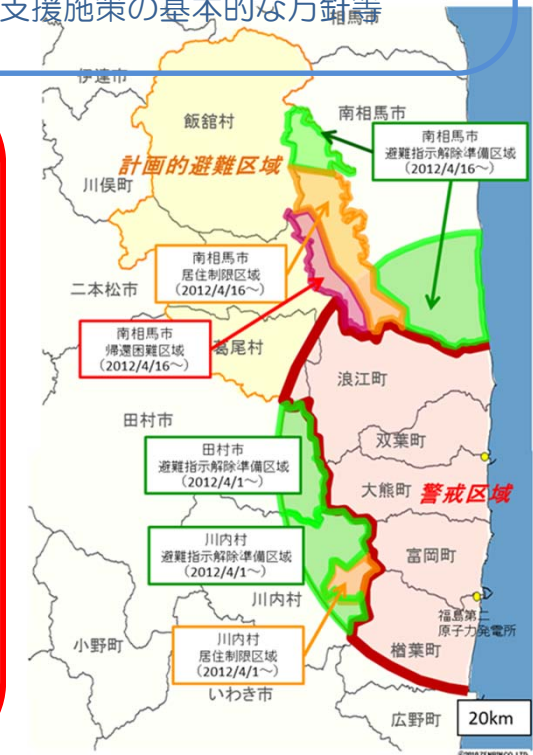 支援施策の基本的な方針等
相馬市
伊達市
飯舘村
南相馬市
南相馬市
避難指示解除準備区域
(2012/4/16~)
計画的避難区域
川俣町
南相馬市
居住制限区域
(2012/4/16~)
二本松市
南相馬市
帰還困難区域
(2012/4/16~)
葛尾村
浪江町
田村市
双葉町
田村市
避難指示解除準備区域
(2012/4/1~)
大熊町
警戒区域
川内村
避難指示解除準備区域
(2012/4/1~)
富岡町
川内村
福島第二
原子力発電所
小野町
川内村
居住制限区域
(2012/4/1~)
楢葉町
いわき市
広野町
20km